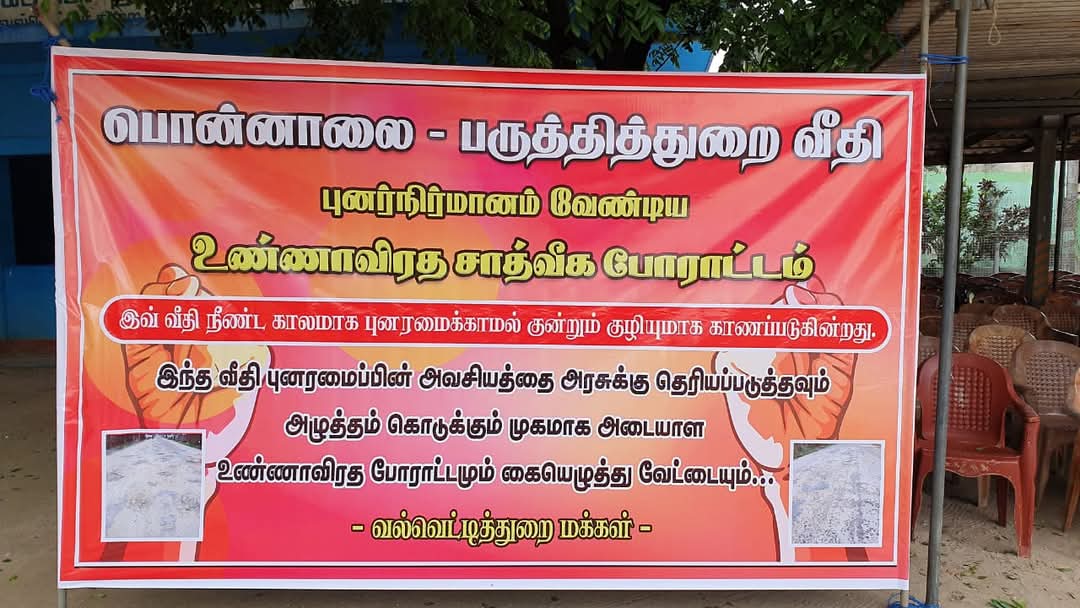 பொன்னாலை - பருத்தித்துறை வீதி
புனர்நிர்மானம் வேண்டிய
உண்ணாவிரத சாத்வீக போராட்டம்
இவ் வீதி நீண்ட காலமாக புனரமைக்காமல் குன்றும் குழியுமாக காணப்படுகின்றது.
இந்த வீதி புனரமைப்பின் அவசியத்தை அரசுக்கு தெரியப்படுத்தவும்
அழுத்தம் கொடுக்கும் முகமாக அடையாள
உண்ணாவிரத போராட்டமும் கையெழுத்து வேட்டையும்...
- வல்வெட்டித்துறை மக்கள் -